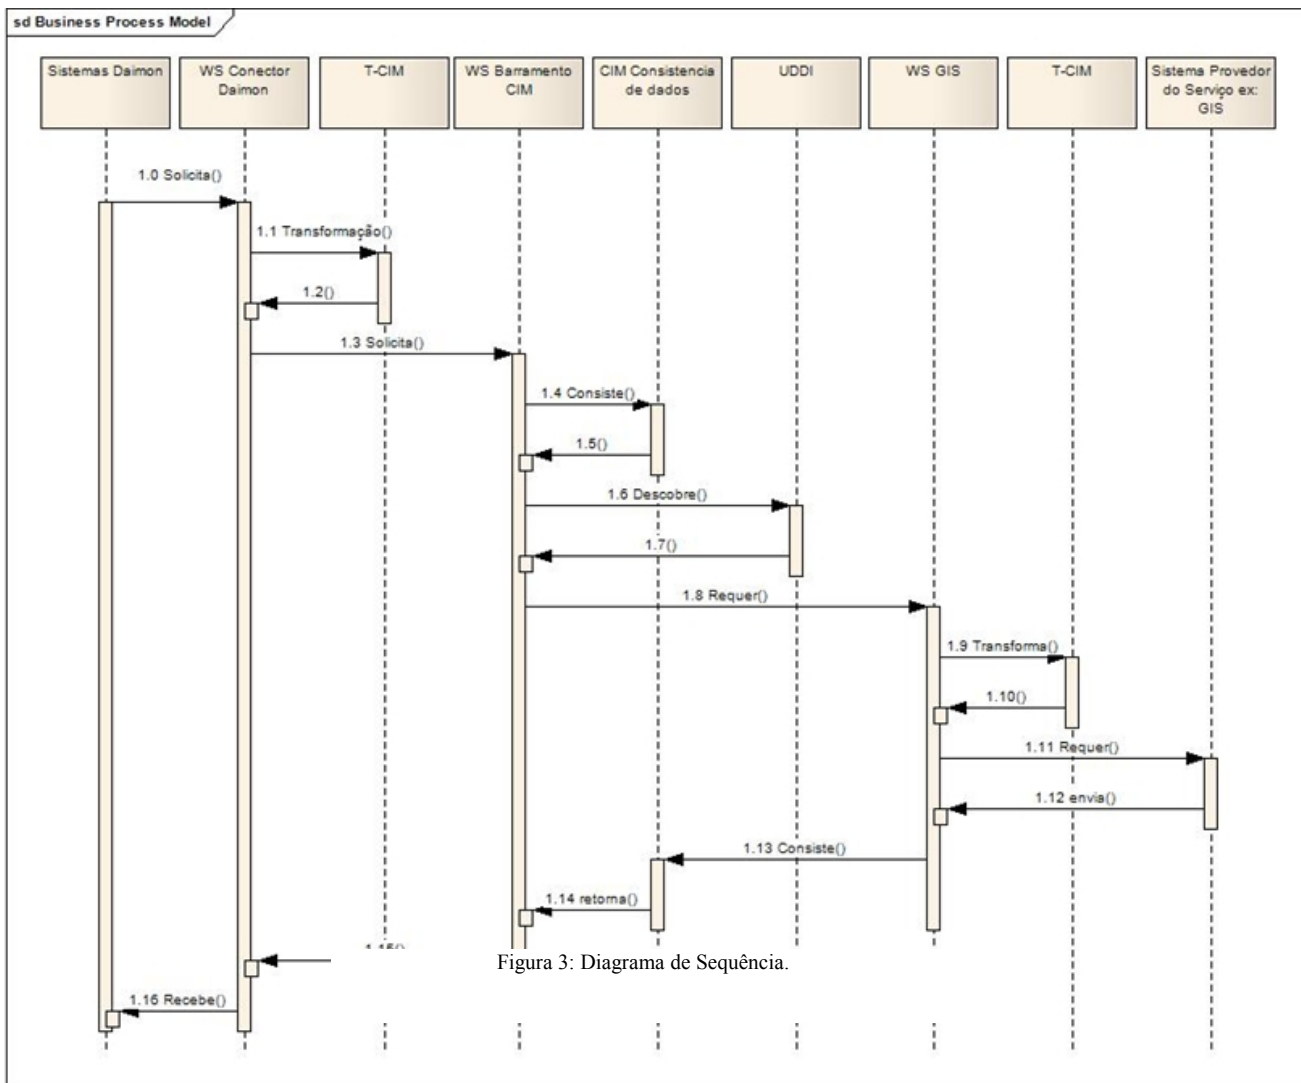 sd Business Process Model
Sistemas Daimon
WS Conector
Daimon
T-CIM
WS Barramento
CIM
CIM Consistencia
de dados
UDDI
WS GIS
T-CIM
Sistema Provedor
do Serviço ex:
GIS
1.0 Solicita()
1.1 Transformação()
1.2()
1.3 Solicita()
1.4 Consiste()
1.5()
1.6 Descobre()
1.7()
1.8 Requer()
1.9 Transforma()
1.10()
1.11 Requer()
1.12 envia()
1.13 Consiste()
1.14 retorna()
Figura 3: Diagrama de Sequência.
1.16 Recebe()